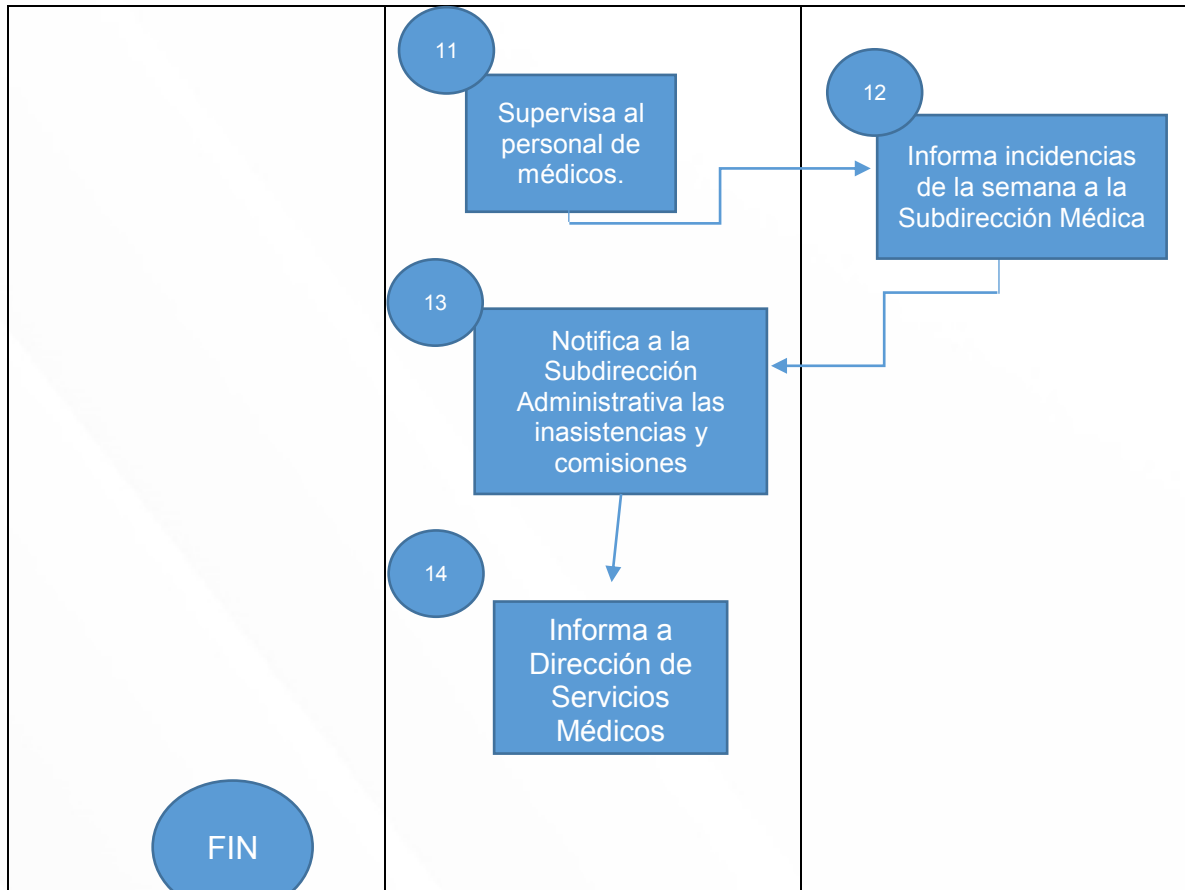 11
Supervisa al
personal de
médicos.
12
Informa incidencias
de la semana a la
Subdirección Médica
13
Notifica a la
Subdirección
Administrativa las
inasistencias y
comisiones
14
Informa a
Dirección de
Servicios
Médicos
FIN